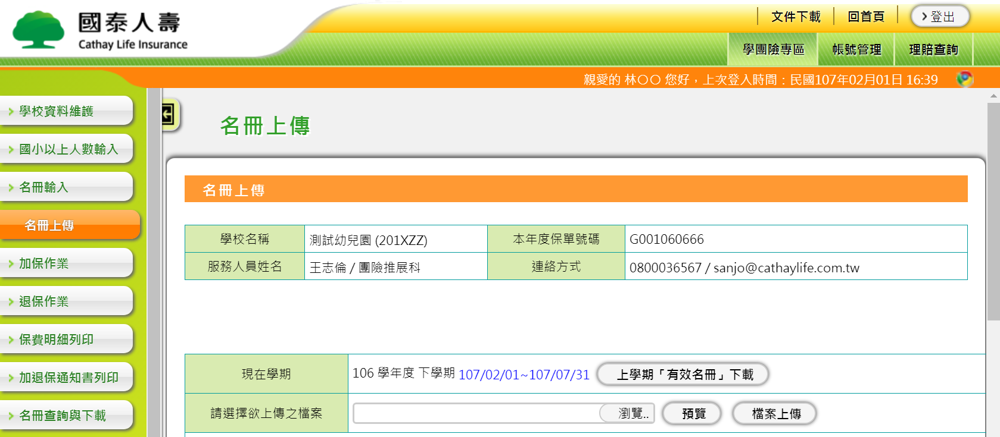 國泰人壽
Cathay Life Insurance
文件下載
回首頁
登出
學團險專區
帳號管理
理賠查詢
親愛的 林〇〇 您好，上次登入時間：民國107年02月01日 16:39
學校資料維護
國小以上人數輸入
名冊輸入
名冊上傳
加保作業
退保作業
保費明細列印
加退保通知書列印
名冊查詢與下載
名冊上傳
名冊上傳
學校名稱 測試幼兒園 (201XZZ) 本年度保單號碼 G001060666
服務人員姓名 王志倫 / 團險推展科 連絡方式 0800036567 / sanjo@cathaylife.com.tw
現在學期 106 學年度 下學期 107/02/01~107/07/31 上學期「有效名冊」下載
請選擇欲上傳之檔案 瀏覽.. 預覽 檔案上傳